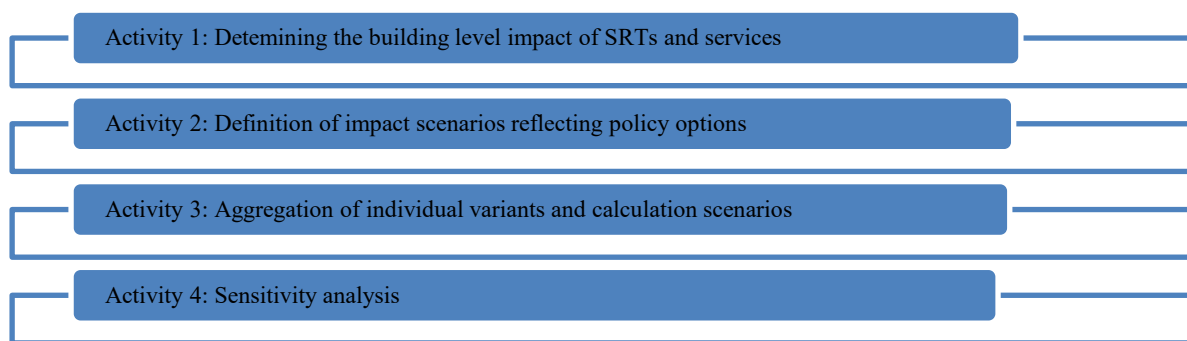 Activity 1: Detemining the building level impact of SRTs and services
Activity 2: Definition of impact scenarios reflecting policy options
Activity 3: Aggregation of individual variants and calculation scenarios
Activity 4: Sensitivity analysis